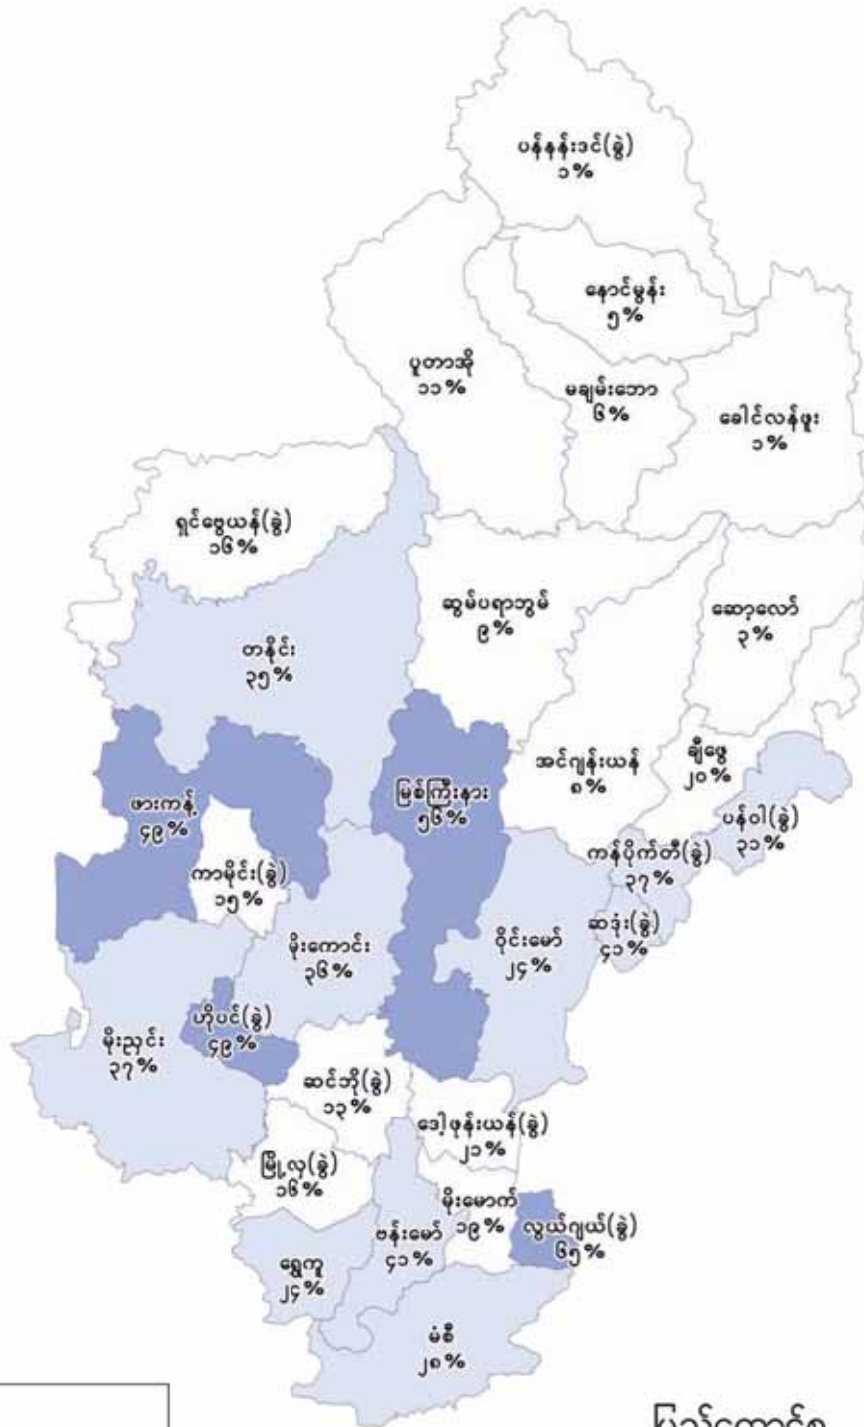 ပန်နန်းဒင်(ခွဲ)
၁%
နောင်မွန်း
၅%
ပူတာအို
၁၁%
မချမ်းဘော
၆%
ခေါင်လန်ဖူး
၁%
ရှင်ဗွေယန်(ခွဲ)
၁၆%
ဆွမ်ပရာဘွမ်
၉%
ဆော့လော်
၃%
တနိုင်း
၃၅%
အင်ဂျန်းယန်
၈%
ချီဖွေ
၂၀%
ဖားကန့်
၄၉%
မြစ်ကြီးနား
၅၆%
ပန်ဝါ(ခွဲ)
၃၁%
ကန်ပိုက်တီ(ခွဲ)
၃၇%
ကာမိုင်း(ခွဲ)
၁၅%
မိုးကောင်း
၃၆%
ဝိုင်းမော်
၂၄%
ဆဒုံး(ခွဲ)
၄၁%
မိုးညှင်း
၃၇%
ဟိုပင်(ခွဲ)
၄၉%
ဆင်ဘို(ခွဲ)
၁၃%
ဒေါ့ဖုန်းယန်(ခွဲ)
၂၁%
မြို့လှ(ခွဲ)
၁၆%
မိုးမောက်
၁၉%
လွယ်ဂျယ်(ခွဲ)
၆၅%
ဗန်းမော်
၄၁%
ရွှေကူ
၂၄%
မံစီ
၂၈%